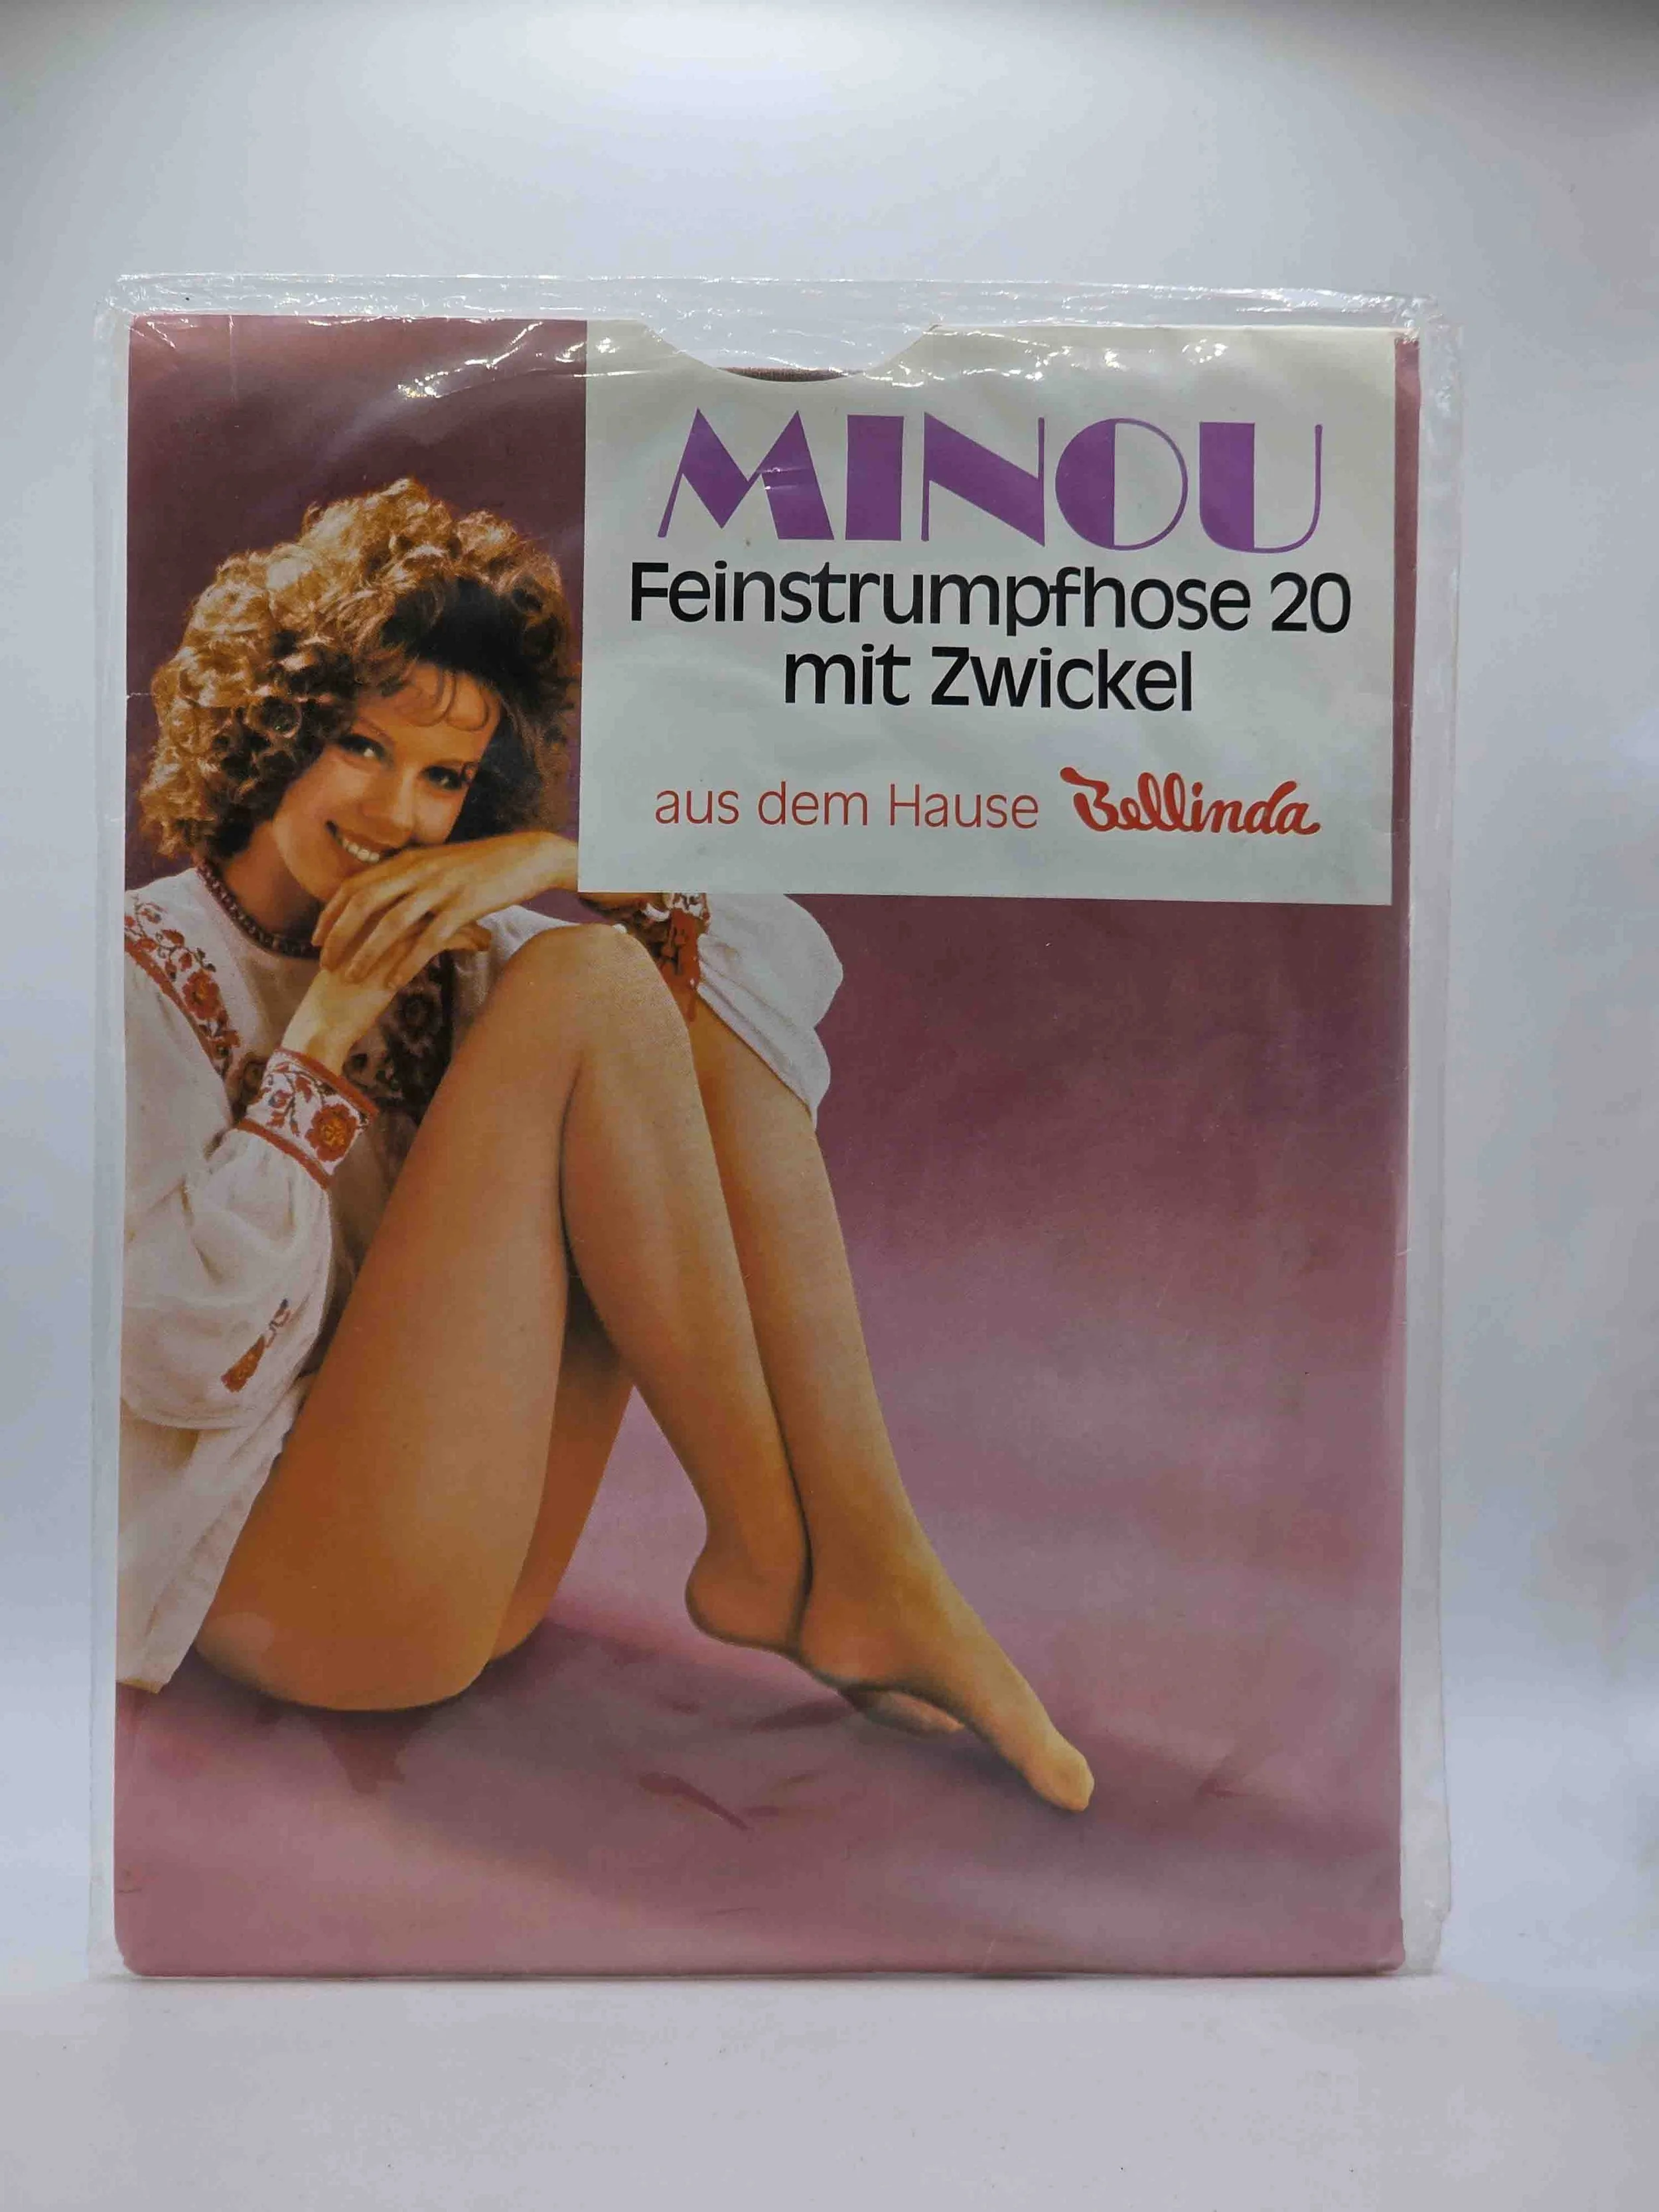 MINOU
Feinstrumpfhose 20
mit Zwickel
aus dem Hause Bellinda